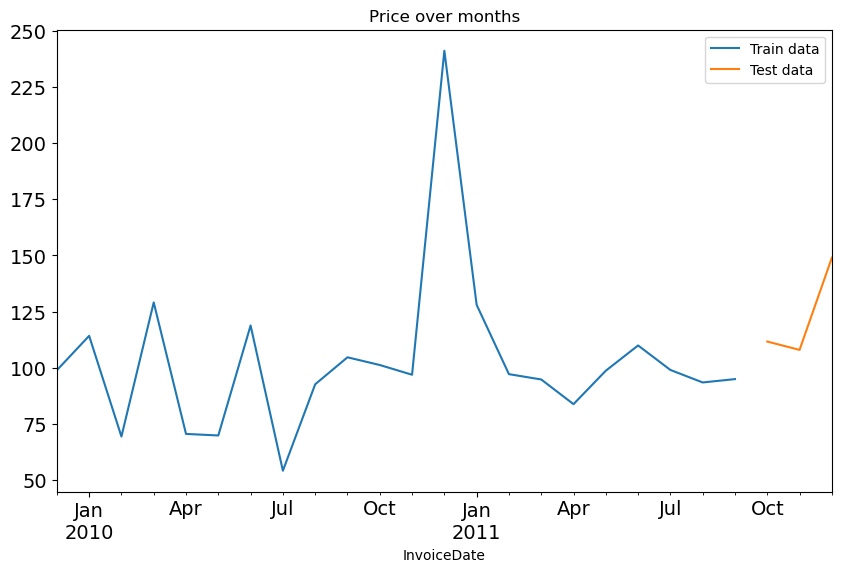 Price over months
250
225
200
175
150
125
100
75
50
Train data
Test data
Jan Apr Jul Oct Jan Apr Jul Oct
2010 2011
InvoiceDate